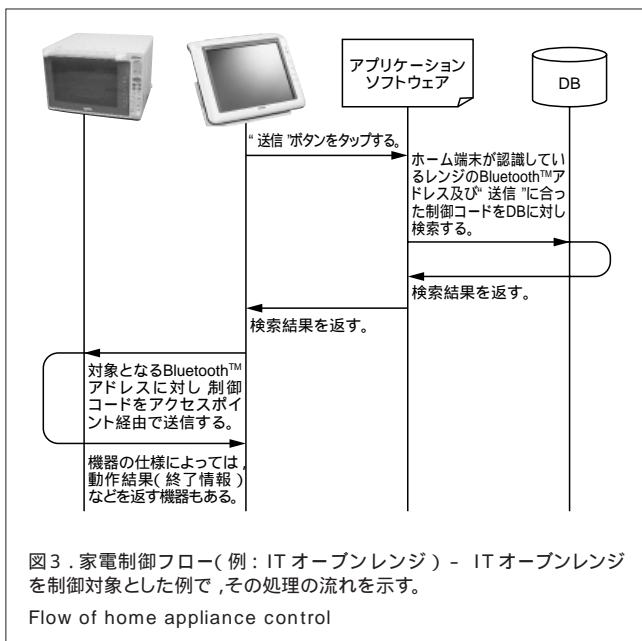 アプリケーション
ソフトウェア
DB
“送信”ボタンをタップする。
ホーム端末が認識してい
るレンジのBluetooth™ア
ドレス及び“送信”に合っ
た制御コードをDBに対し
検索する。
検索結果を返す。
検索結果を返す。
対象となるBluetooth™
アドレスに対し,制御
コードをアクセスポイ
ント経由で送信する。
機器の仕様によっては,
動作結果(終了情報)
などを返す機器もある。
図3.家電制御フロー(例:ITオーブンレンジ) - ITオーブンレンジ
を制御対象とした例で,その処理の流れを示す。
Flow of home appliance control